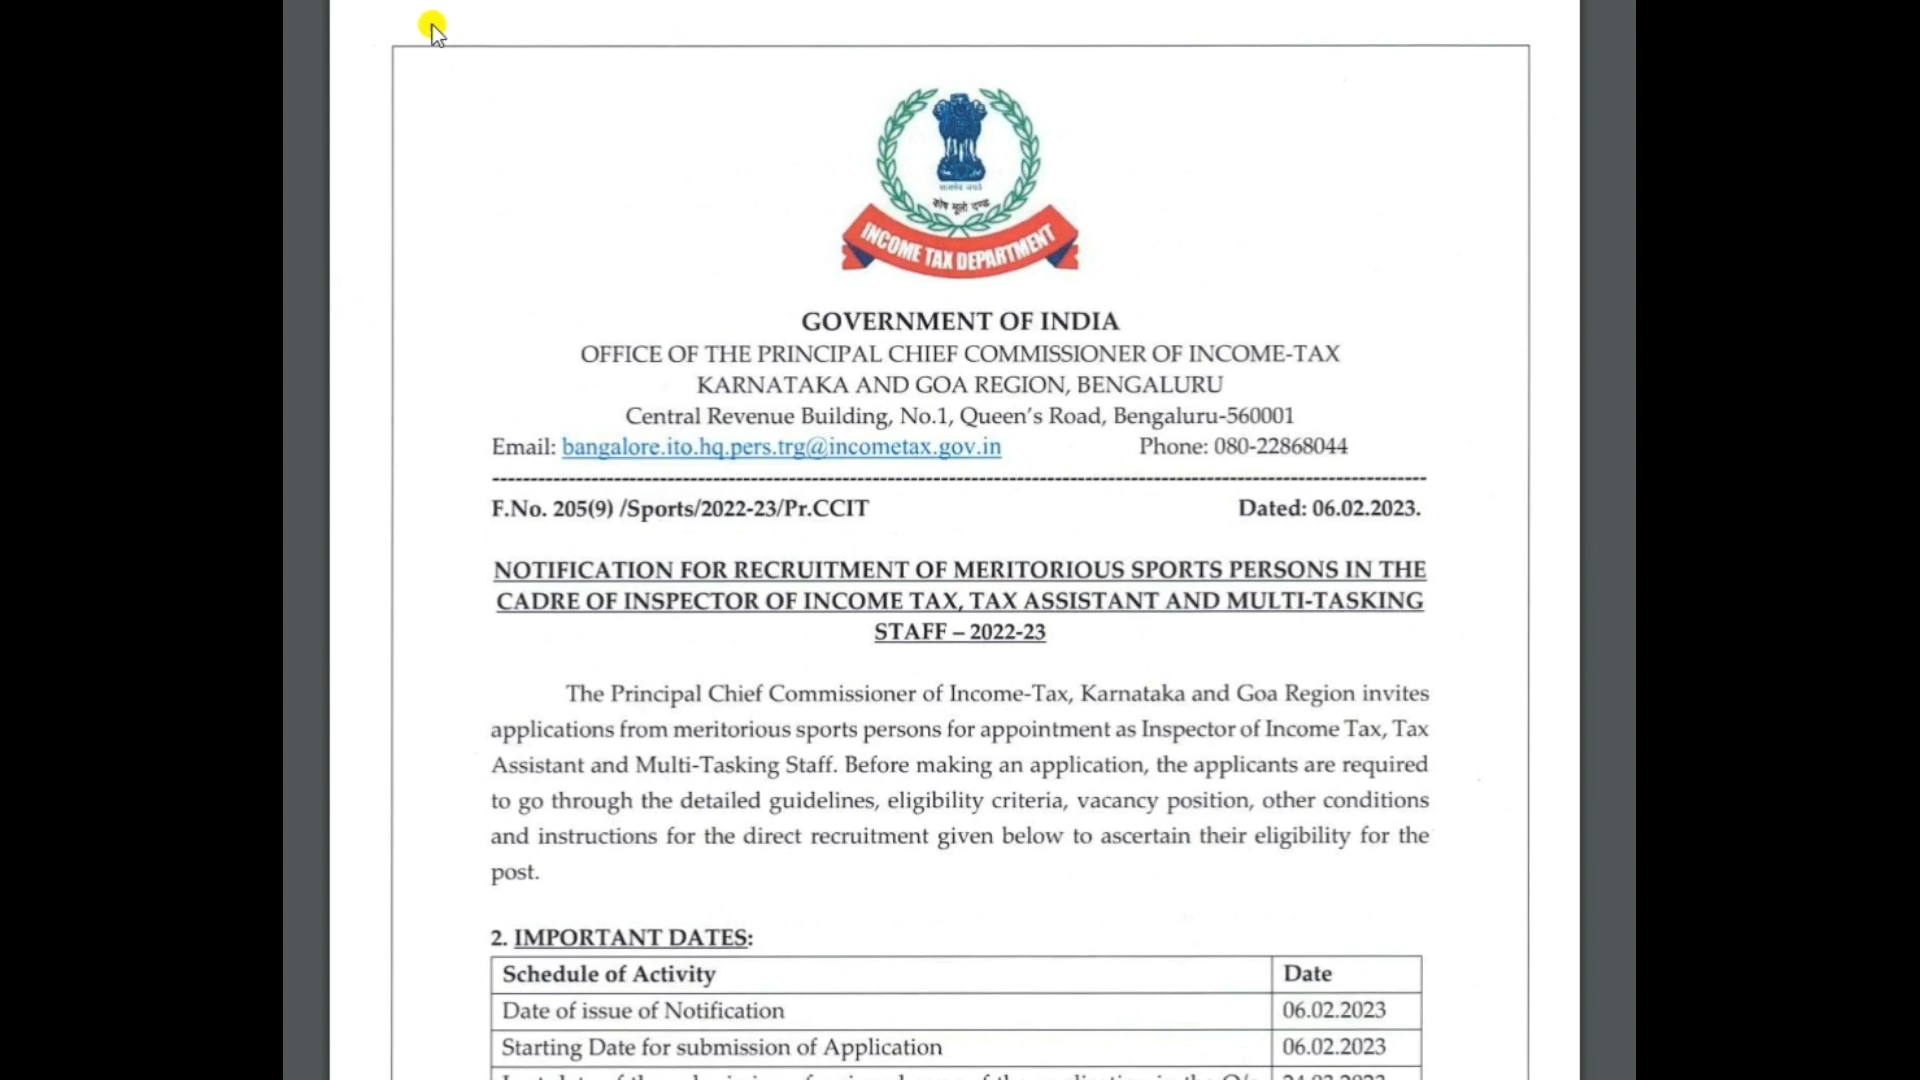 सत्यमेव जयते
कोष मूलो दण्डः
INCOME TAX DEPARTMENT
GOVERNMENT OF INDIA
OFFICE OF THE PRINCIPAL CHIEF COMMISSIONER OF INCOME-TAX
KARNATAKA AND GOA REGION, BENGALURU
Central Revenue Building, No.1, Queen's Road, Bengaluru-560001
Email: bangalore.ito.hq.pers.trg@incometax.gov.in Phone: 080-22868044
F.No. 205(9) /Sports/2022-23/Pr.CCIT Dated: 06.02.2023.
NOTIFICATION FOR RECRUITMENT OF MERITORIOUS SPORTS PERSONS IN THE
CADRE OF INSPECTOR OF INCOME TAX, TAX ASSISTANT AND MULTI-TASKING
STAFF – 2022-23
The Principal Chief Commissioner of Income-Tax, Karnataka and Goa Region invites
applications from meritorious sports persons for appointment as Inspector of Income Tax, Tax
Assistant and Multi-Tasking Staff. Before making an application, the applicants are required
to go through the detailed guidelines, eligibility criteria, vacancy position, other conditions
and instructions for the direct recruitment given below to ascertain their eligibility for the
post.
2. IMPORTANT DATES:
Schedule of Activity Date
Date of issue of Notification 06.02.2023
Starting Date for submission of Application 06.02.2023